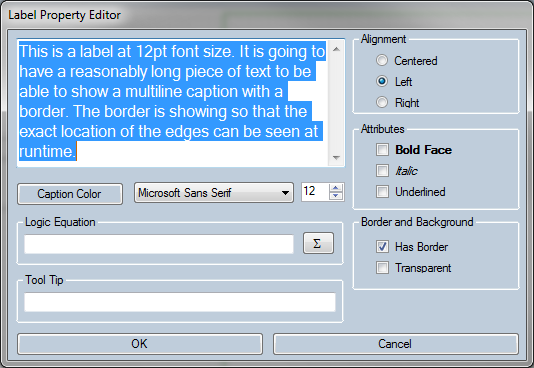 Label Property Editor
This is a label at 12pt font size. It is going to
have a reasonably long piece of text to be
able to show a multiline caption with a
border. The border is showing so that the
exact location of the edges can be seen at
runtime.
Caption Color
Microsoft Sans Serif
12
Logic Equation
Σ
Tool Tip
Alignment
Centered
Left
Right
Attributes
Bold Face
Italic
Underlined
Border and Background
Has Border
Transparent
OK
Cancel